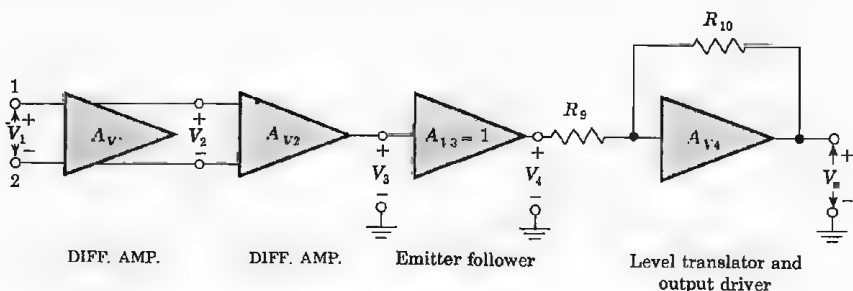 R10
R9
1
+
V1
−
2
AV
+
V2
−
AV2
+
V3
−
A13 = 1
+
V4
−
AV4
+
V
−
DIFF. AMP.
DIFF. AMP.
Emitter follower
Level translator and
output driver